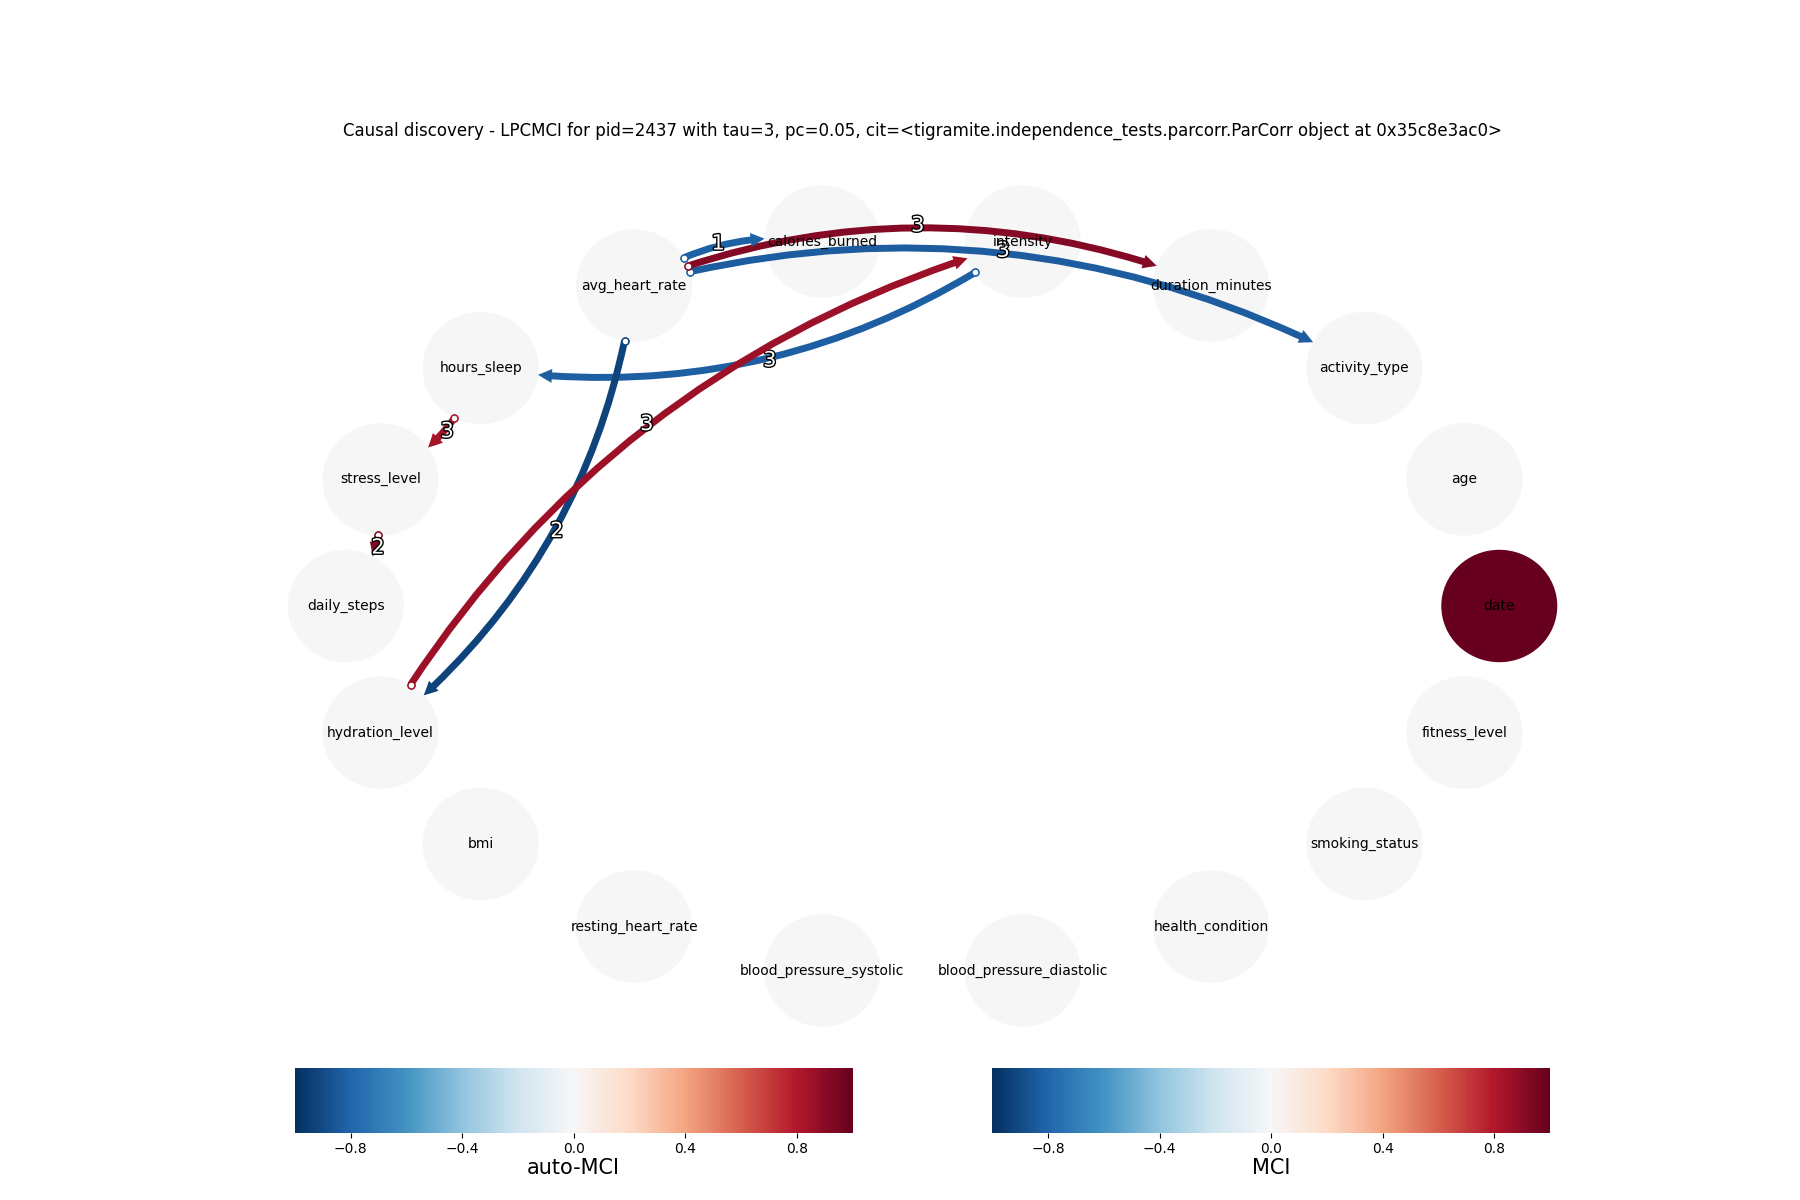 Causal discovery - LPCMCI for pid=2437 with tau=3, pc=0.05, cit=<tigramite.independence_tests.parcorr.ParCorr object at 0x35c8e3ac0>
3
1
calories_burned
intensity
3
avg_heart_rate
duration_minutes
3
hours_sleep
activity_type
3
3
stress_level
age
2
2
daily_steps
date
hydration_level
fitness_level
bmi
smoking_status
resting_heart_rate
health_condition
blood_pressure_systolic
blood_pressure_diastolic
−0.8 −0.4 0.0 0.4 0.8
auto-MCI
−0.8 −0.4 0.0 0.4 0.8
MCI